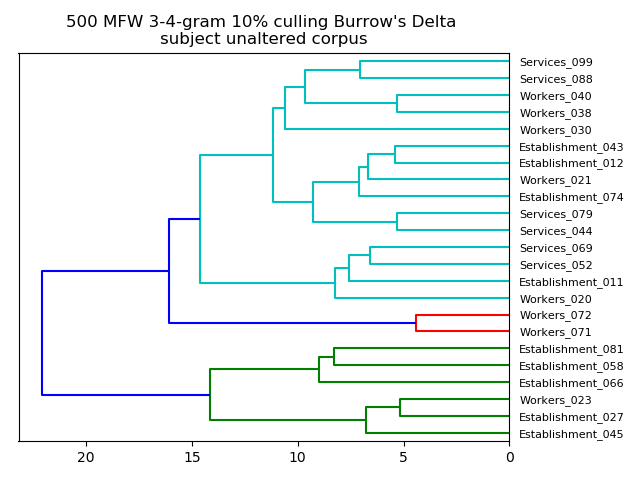 500 MFW 3-4-gram 10% culling Burrow's Delta
subject unaltered corpus
Services_099
Services_088
Workers_040
Workers_038
Workers_030
Establishment_043
Establishment_012
Workers_021
Establishment_074
Services_079
Services_044
Services_069
Services_052
Establishment_011
Workers_020
Workers_072
Workers_071
Establishment_081
Establishment_058
Establishment_066
Workers_023
Establishment_027
Establishment_045
20 15 10 5 0